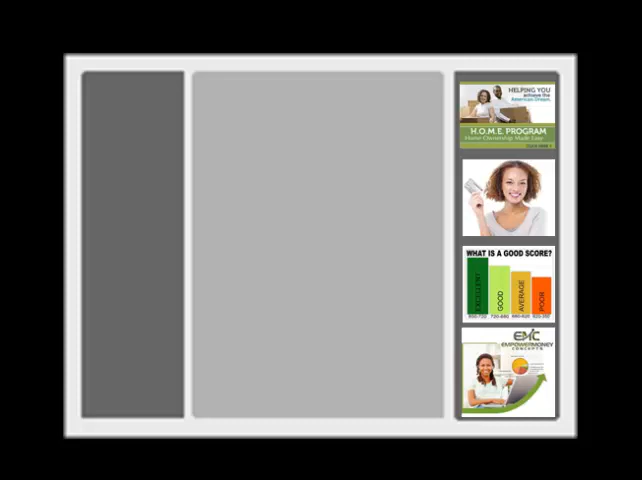 HELPING YOU
achieve the
American Dream.
H.O.M.E. PROGRAM
Home Ownership Made Easy
WHAT IS A GOOD SCORE?
EXCELLENT
GOOD
AVERAGE
POOR
EMC
EMPOWERMONEY
CONCEPTS